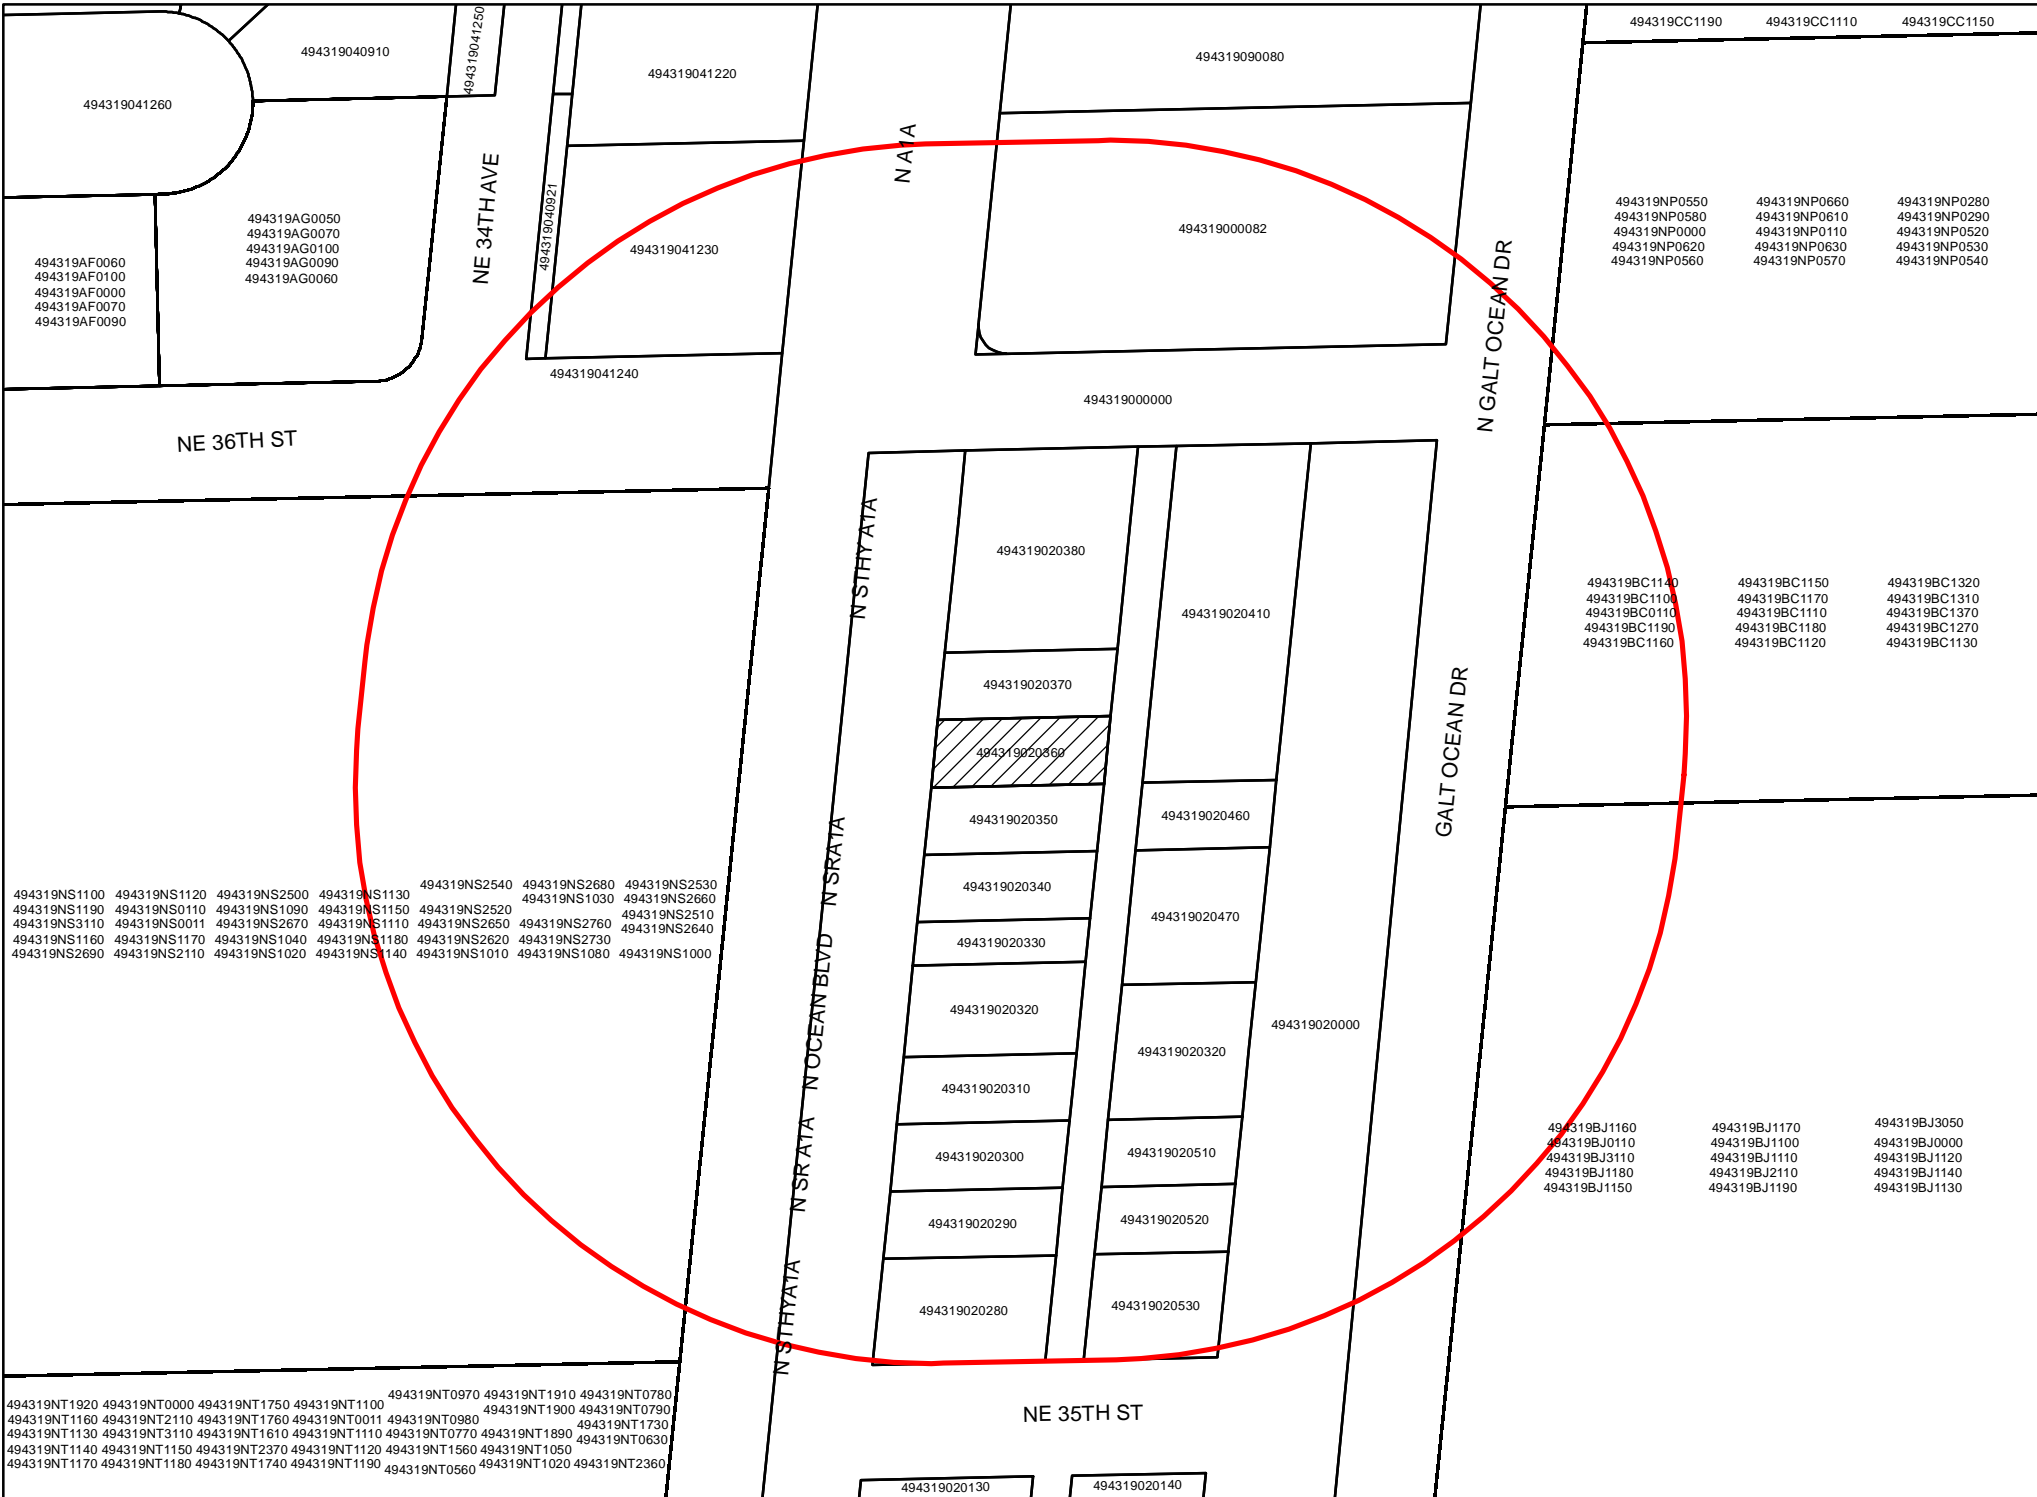 494319CC1190 494319CC1110 494319CC1150
494319041250
494319040910
494319041220
494319090080
494319041260
N A1A
NE 34TH AVE
494319040921
494319AG0050
494319AG0070
494319AG0100
494319AG0090
494319AG0060
494319041230
494319000082
494319NP0550 494319NP0660 494319NP0280
494319NP0580 494319NP0610 494319NP0290
494319NP0000 494319NP0110 494319NP0520
494319NP0620 494319NP0630 494319NP0530
494319NP0560 494319NP0570 494319NP0540
494319AF0060
494319AF0100
494319AF0000
494319AF0070
494319AF0090
N GALT OCEAN DR
494319041240
494319000000
NE 36TH ST
N STHY A1A
494319020380
494319020410
494319BC1140 494319BC1150 494319BC1320
494319BC1100 494319BC1170 494319BC1310
494319BC0110 494319BC1110 494319BC1370
494319BC1190 494319BC1180 494319BC1270
494319BC1160 494319BC1120 494319BC1130
494319020370
GALT OCEAN DR
494319020360
494319020350
494319020460
N SRA1A
494319020340
494319020470
494319NS1100 494319NS1120 494319NS2500 494319NS1130 494319NS2540 494319NS2680 494319NS2530
494319NS1030 494319NS2660
494319NS1190 494319NS0110 494319NS1090 494319NS1150 494319NS2520 494319NS2510
494319NS3110 494319NS0011 494319NS2670 494319NS1110 494319NS2650 494319NS2760 494319NS2640
494319NS1160 494319NS1170 494319NS1040 494319NS1180 494319NS2620 494319NS2730
494319NS2690 494319NS2110 494319NS1020 494319NS1140 494319NS1010 494319NS1080 494319NS1000
494319020330
N OCEAN BLVD
494319020320
494319020000
494319020320
494319020310
N SR A1A
494319020300
494319020510
494319BJ1160 494319BJ1170 494319BJ3050
494319BJ0110 494319BJ1100 494319BJ0000
494319BJ3110 494319BJ1110 494319BJ1120
494319BJ1180 494319BJ2110 494319BJ1140
494319BJ1150 494319BJ1190 494319BJ1130
494319020290
494319020520
N STHYA1A
494319020280
494319020530
494319NT1920 494319NT0000 494319NT1750 494319NT1100 494319NT0970 494319NT1910 494319NT0780
494319NT1900 494319NT0790
494319NT1160 494319NT2110 494319NT1760 494319NT0011 494319NT0980 494319NT1730
494319NT1130 494319NT3110 494319NT1610 494319NT1110 494319NT0770 494319NT1890 494319NT0630
494319NT1140 494319NT1150 494319NT2370 494319NT1120 494319NT1560 494319NT1050
494319NT1170 494319NT1180 494319NT1740 494319NT1190 494319NT0560 494319NT1020 494319NT2360
NE 35TH ST
494319020130
494319020140